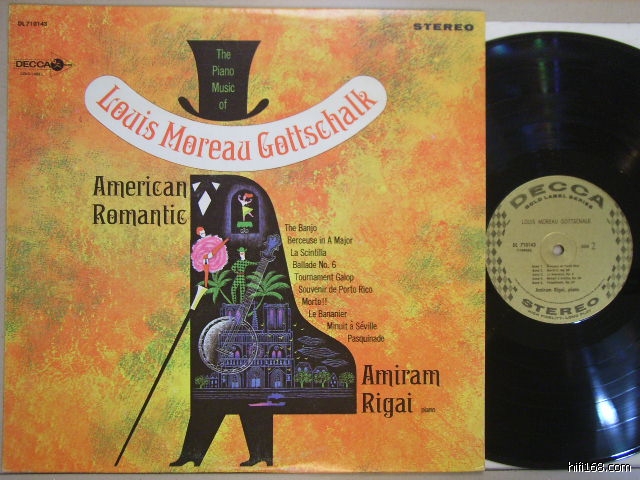 DL 710143
STEREO
DECCA
The
Piano
Music
of
Louis Moreau Gottschalk
American
Romantic
The Banjo
Berceuse in A Major
La Scintilla
Ballade No. 6
Tournament Galop
Souvenir de Porto Rico
Morte!!
Le Bananier
Minuit à Séville
Pasquinade
Amiram
Rigai piano
DECCA
GOLD LABEL SERIES
LOUIS MOREAU GOTTSCHALK
DL 710143
SIDE 2
Amiram Rigai, piano
STEREO
hifi168.com